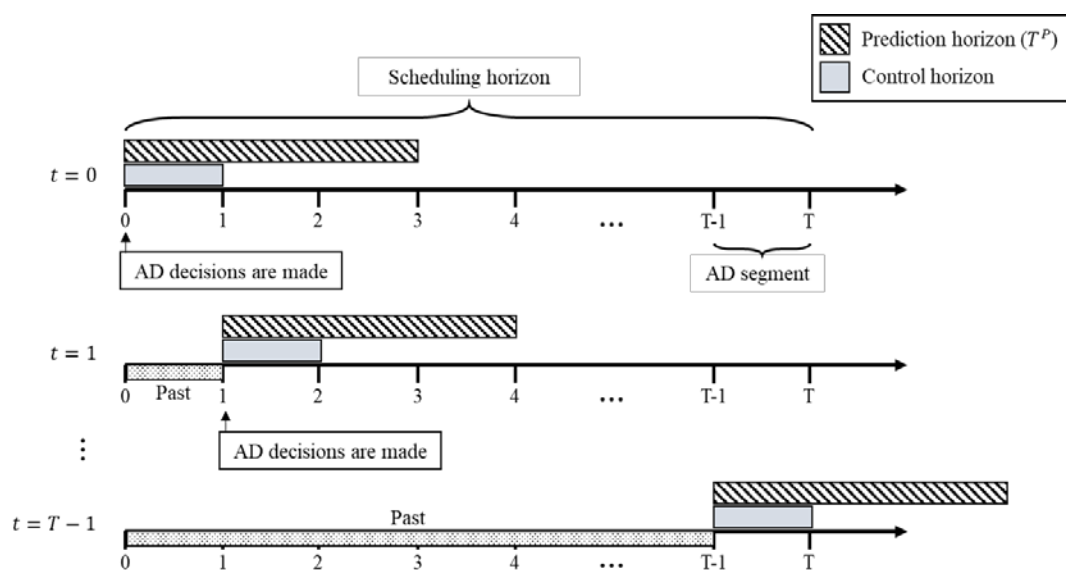 Prediction horizon (T^P)
Control horizon
Scheduling horizon
t = 0
0 1 2 3 4 ... T-1 T
AD decisions are made
AD segment
t = 1
Past
0 1 2 3 4 ... T-1 T
AD decisions are made
⋮
t = T − 1
Past
0 1 2 3 4 ... T-1 T